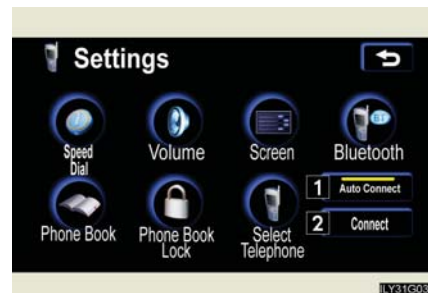 Settings
Speed
Dial
Volume
Screen
Bluetooth
1 Auto Connect
Phone Book
Phone Book
Lock
Select
Telephone
2 Connect
ILY31G03